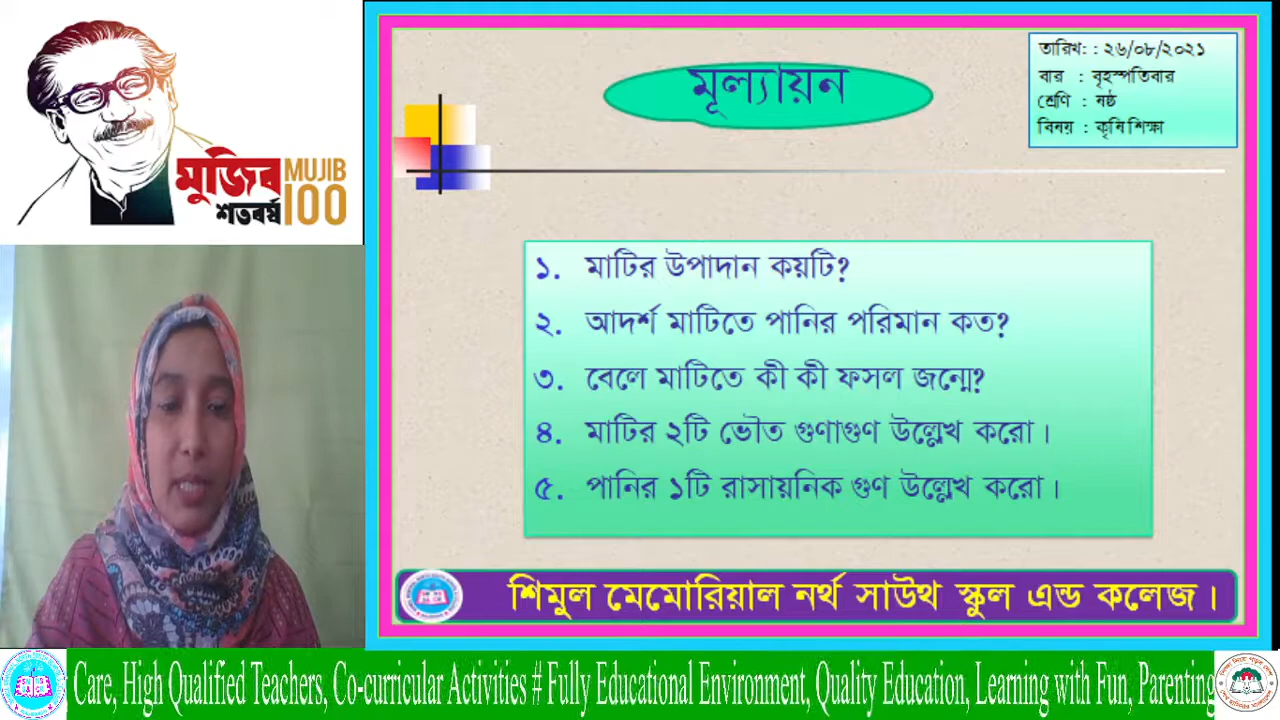 মুজিব
শতবর্ষ
MUJIB
100
মূল্যায়ন
তারিখ: : ২৬/০৮/২০২১
বার : বৃহস্পতিবার
শ্রেণি : ষষ্ঠ
বিষয় : কৃষি শিক্ষা
১. মাটির উপাদান কয়টি?
২. আদর্শ মাটিতে পানির পরিমান কত?
৩. বেলে মাটিতে কী কী ফসল জন্মে?
৪. মাটির ২টি ভৌত গুণাগুণ উল্লেখ করো।
৫. পানির ১টি রাসায়নিক গুণ উল্লেখ করো।
শিমুল মেমোরিয়াল নর্থ সাউথ স্কুল এন্ড কলেজ।
Care, High Qualified Teachers, Co-curricular Activities # Fully Educational Environment, Quality Education, Learning with Fun, Parenting